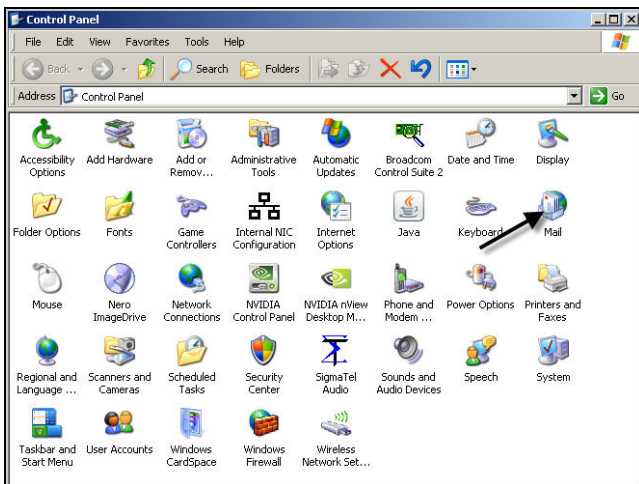 Control Panel
File Edit View Favorites Tools Help
Back Search Folders
Address Control Panel Go
Accessibility Options
Add Hardware
Add or Remov...
Administrative Tools
Automatic Updates
Broadcom Control Suite 2
Date and Time
Display
Folder Options
Fonts
Game Controllers
Internal NIC Configuration
Internet Options
Java
Keyboard
Mail
Mouse
Nero ImageDrive
Network Connections
NVIDIA Control Panel
NVIDIA nView Desktop M...
Phone and Modem ...
Power Options
Printers and Faxes
Regional and Language ...
Scanners and Cameras
Scheduled Tasks
Security Center
SigmaTel Audio
Sounds and Audio Devices
Speech
System
Taskbar and Start Menu
User Accounts
Windows CardSpace
Windows Firewall
Wireless Network Set...